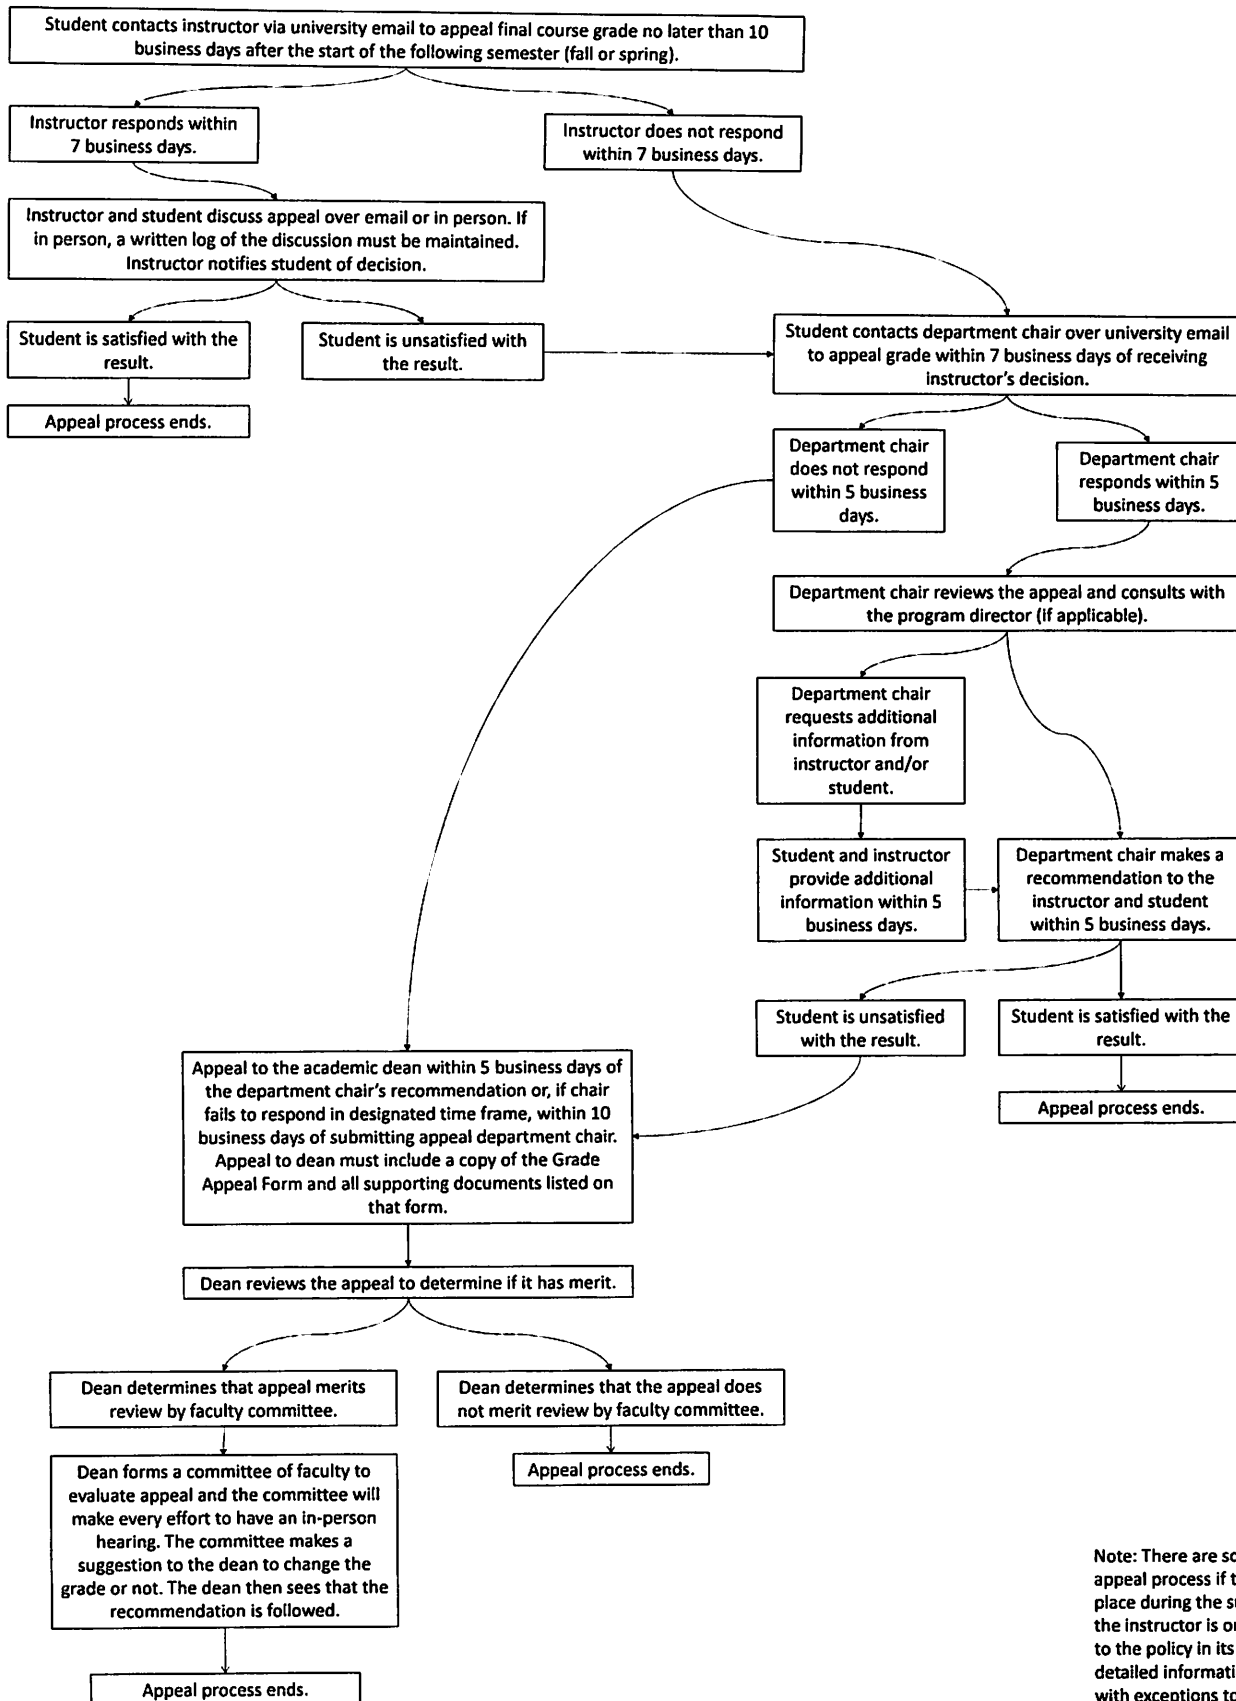 Student contacts instructor via university email to appeal final course grade no later than 10
business days after the start of the following semester (fall or spring).
Instructor responds within
7 business days.
Instructor does not respond
within 7 business days.
Instructor and student discuss appeal over email or in person. If
in person, a written log of the discussion must be maintained.
Instructor notifies student of decision.
Student is satisfied with the
result.
Student is unsatisfied with
the result.
Student contacts department chair over university email
to appeal grade within 7 business days of receiving
instructor's decision.
Appeal process ends.
Department chair
does not respond
within 5 business
days.
Department chair
responds within 5
business days.
Department chair reviews the appeal and consults with
the program director (if applicable).
Department chair
requests additional
information from
instructor and/or
student.
Student and instructor
provide additional
information within 5
business days.
Department chair makes a
recommendation to the
instructor and student
within 5 business days.
Student is unsatisfied
with the result.
Student is satisfied with the
result.
Appeal process ends.
Appeal to the academic dean within 5 business days of
the department chair's recommendation or, if chair
fails to respond in designated time frame, within 10
business days of submitting appeal department chair.
Appeal to dean must include a copy of the Grade
Appeal Form and all supporting documents listed on
that form.
Dean reviews the appeal to determine if it has merit.
Dean determines that appeal merits
review by faculty committee.
Dean determines that the appeal does
not merit review by faculty committee.
Appeal process ends.
Dean forms a committee of faculty to
evaluate appeal and the committee will
make every effort to have an in-person
hearing. The committee makes a
suggestion to the dean to change the
grade or not. The dean then sees that the
recommendation is followed.
Appeal process ends.
Note: There are
appeal process if
place during the
the instructor is
to the policy in its
detailed
with exceptions